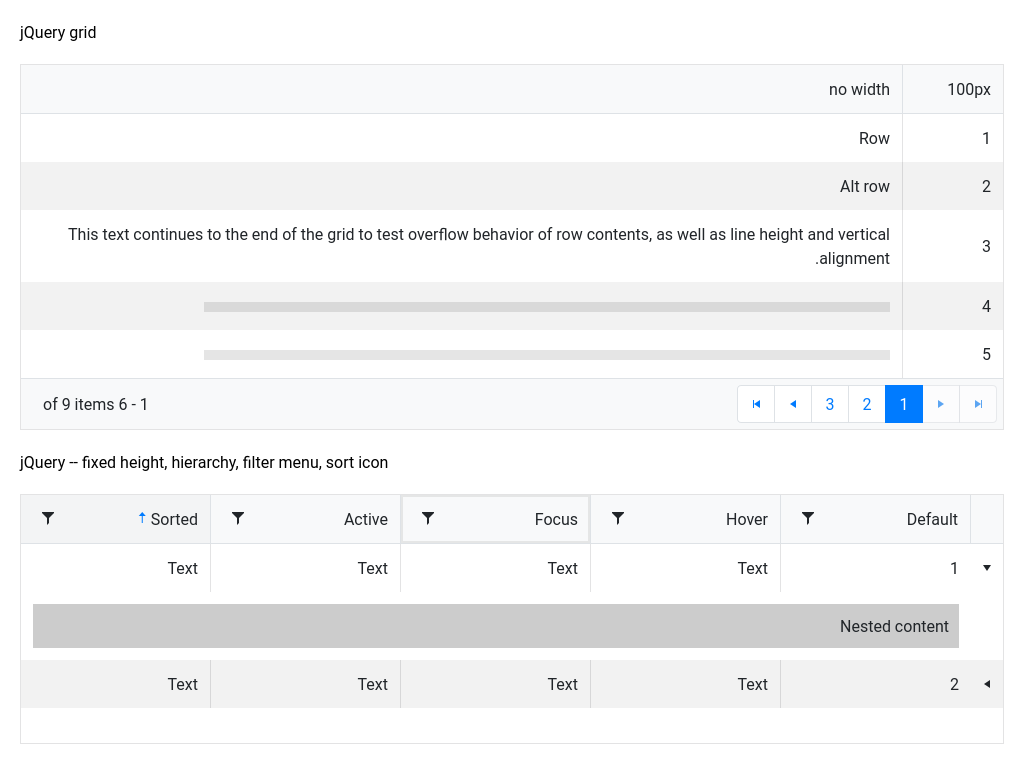 jQuery grid
100px no width
1 Row
2 Alt row
3 This text continues to the end of the grid to test overflow behavior of row contents, as well as line height and vertical
.alignment
4
5
of 9 items 6 - 1
3 2 1
jQuery -- fixed height, hierarchy, filter menu, sort icon
Default Hover Focus Active Sorted
1 Text Text Text Text
Nested content
2 Text Text Text Text